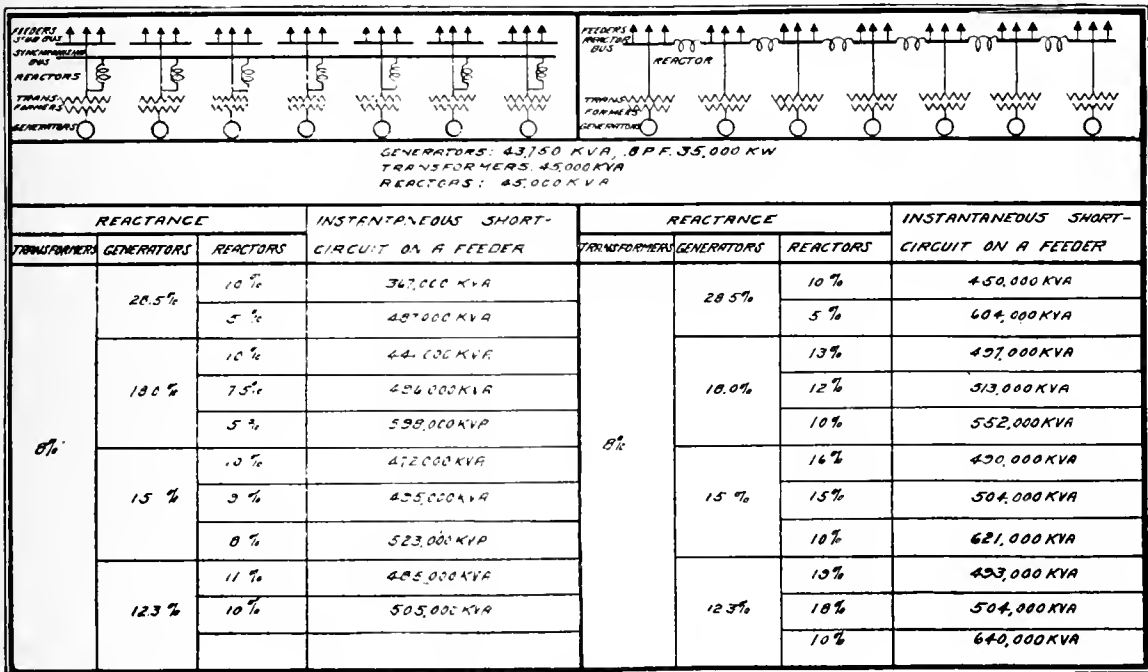 FEEDERS
STUB BUS
SYNCHRONIZING
BUS
REACTORS
TRANS-
FORMERS
GENERATORS
FEEDERS
REACTOR
BUS
REACTOR
TRANS-
FORMERS
GENERATORS
GENERATORS: 43,750 KVA, .8 P.F. 35,000 KW
TRANSFORMERS: 45,000 KVA
REACTORS: 45,000 KVA
REACTANCE
INSTANTANEOUS SHORT-
CIRCUIT ON A FEEDER
TRANSFORMERS GENERATORS REACTORS
8%
28.5%
10% 367,000 KVA
5% 487,000 KVA
18.0%
10%
7.5% 494,000 KVA
5% 598,000 KVA
15%
10% 472,000 KVA
9% 495,000 KVA
8% 523,000 KVA
12.3%
11% 485,000 KVA
10% 505,000 KVA
REACTANCE
INSTANTANEOUS SHORT-
CIRCUIT ON A FEEDER
TRANSFORMERS GENERATORS REACTORS
8%
28.5%
10% 450,000 KVA
5% 604,000 KVA
18.0%
13% 497,000 KVA
12% 513,000 KVA
10% 552,000 KVA
15%
16% 490,000 KVA
15% 504,000 KVA
10% 621,000 KVA
12.3%
19% 493,000 KVA
18% 504,000 KVA
10% 640,000 KVA